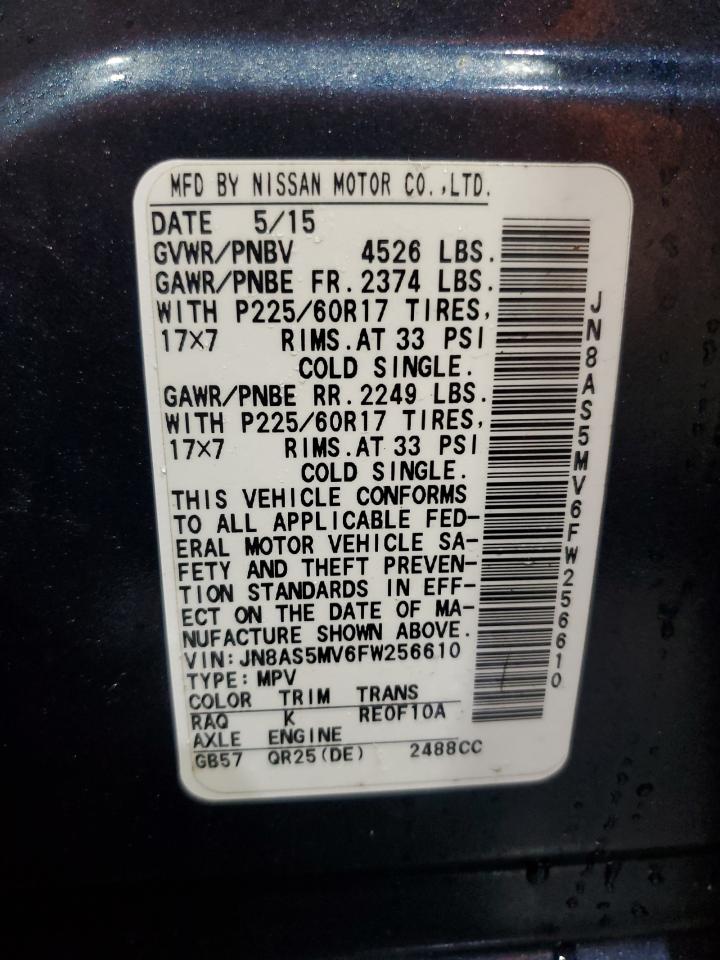 MFD BY NISSAN MOTOR CO.,LTD.
DATE 5/15
GVWR/PNBV 4526 LBS.
GAWR/PNBE FR. 2374 LBS.
WITH P225/60R17 TIRES,
17X7 RIMS. AT 33 PSI
COLD SINGLE.
GAWR/PNBE RR. 2249 LBS.
WITH P225/60R17 TIRES,
17X7 RIMS. AT 33 PSI
COLD SINGLE.
THIS VEHICLE CONFORMS
TO ALL APPLICABLE FED-
ERAL MOTOR VEHICLE SA-
FETY AND THEFT PREVEN-
TION STANDARDS IN EFF-
ECT ON THE DATE OF MA-
NUFACTURE SHOWN ABOVE.
VIN: JN8AS5MV6FW256610
TYPE: MPV
COLOR TRIM TRANS
RAQ K RE0F10A
AXLE ENGINE
GB57 QR25(DE) 2488CC
JN8AS5MV6FW256610